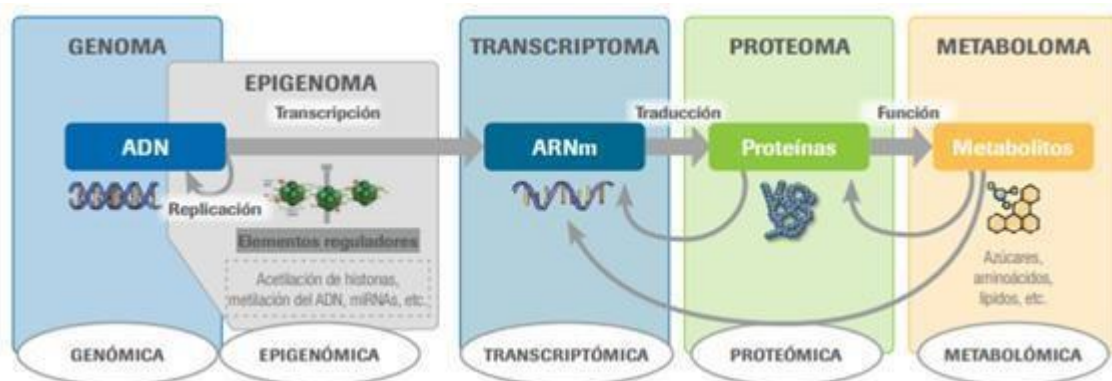 GENOMA
EPIGENOMA
TRANSCRIPTOMA
PROTEOMA
METABOLOMA
Transcripción
Traducción
Función
ADN
ARNm
Proteínas
Metabolitos
Replicación
Elementos reguladores
Acetilación de histonas,
metilación del ADN, miRNAs, etc.
Azúcares,
aminoácidos,
lípidos, etc.
GENÓMICA
EPIGENÓMICA
TRANSCRIPTÓMICA
PROTEÓMICA
METABOLÓMICA